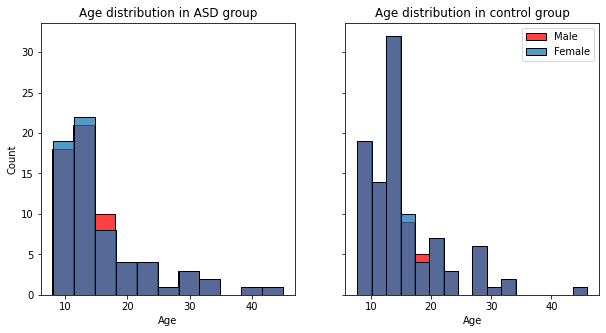 Age distribution in ASD group
Age distribution in control group
Male
Female
Count
30
25
20
15
10
5
0
10 20 30 40
10 20 30 40
Age
Age